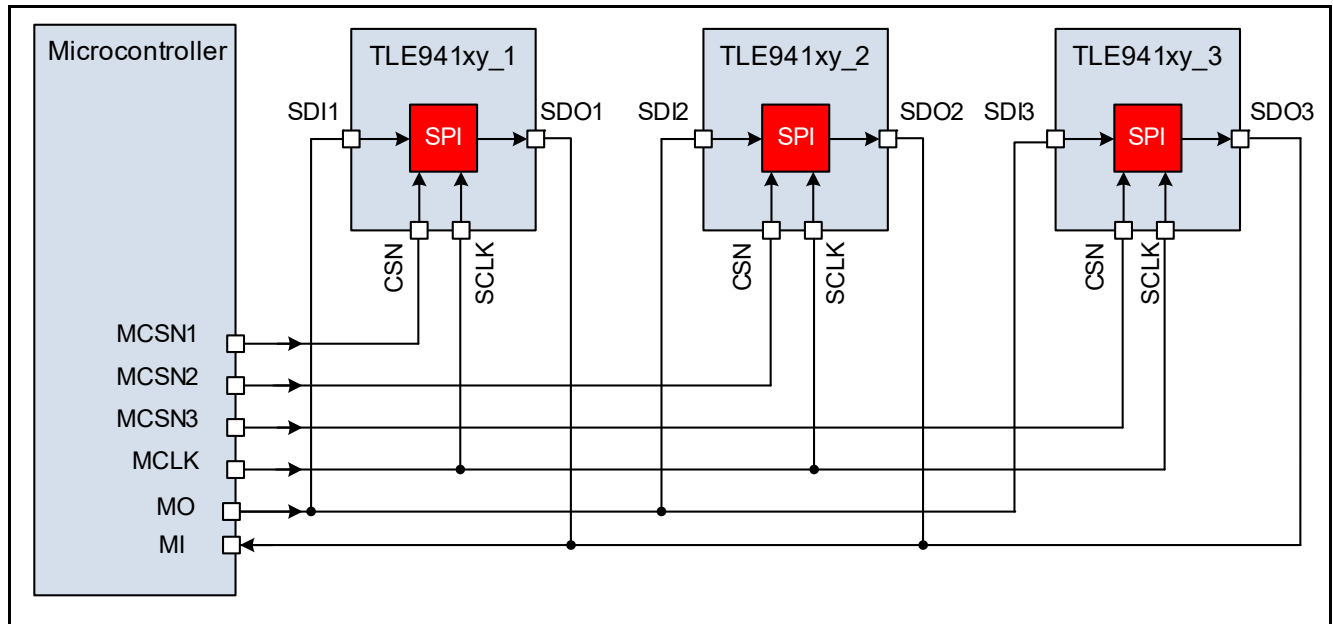 Microcontroller
TLE941xy_1
TLE941xy_2
TLE941xy_3
SDI1
SDO1
SDI2
SDO2
SDI3
SDO3
SPI
SPI
SPI
CSN
SCLK
CSN
SCLK
CSN
SCLK
MCSN1
MCSN2
MCSN3
MCLK
MO
MI